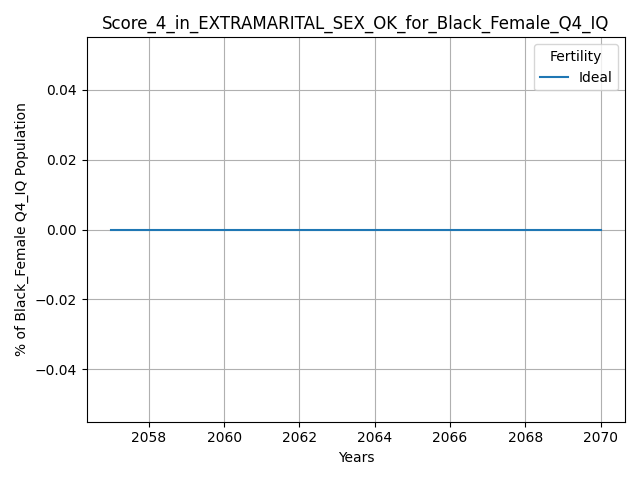 Score_4_in_EXTRAMARITAL_SEX_OK_for_Black_Female_Q4_IQ
Fertility
Ideal
% of Black_Female Q4_IQ Population
0.04
0.02
0.00
−0.02
−0.04
2058 2060 2062 2064 2066 2068 2070
Years